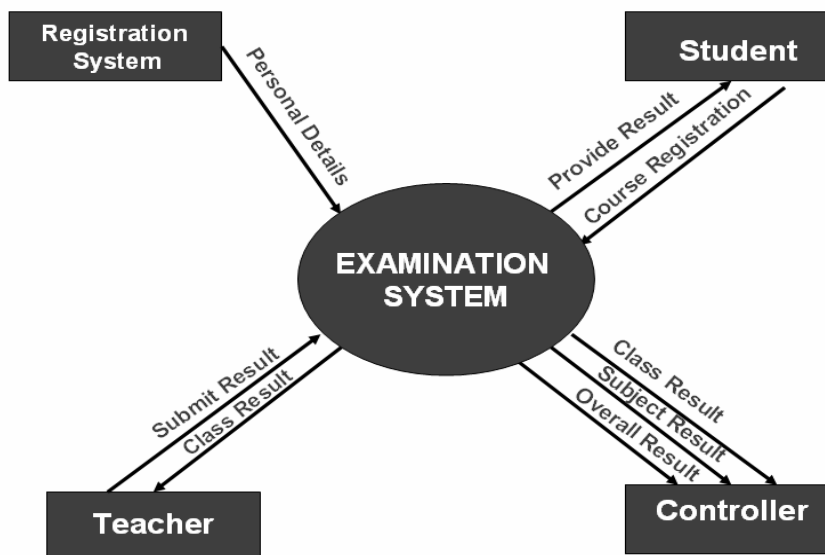 Registration
System
Student
Personal Details
Provide Result
Course Registration
EXAMINATION
SYSTEM
Submit Result
Class Result
Class Result
Subject Result
Overall Result
Teacher
Controller